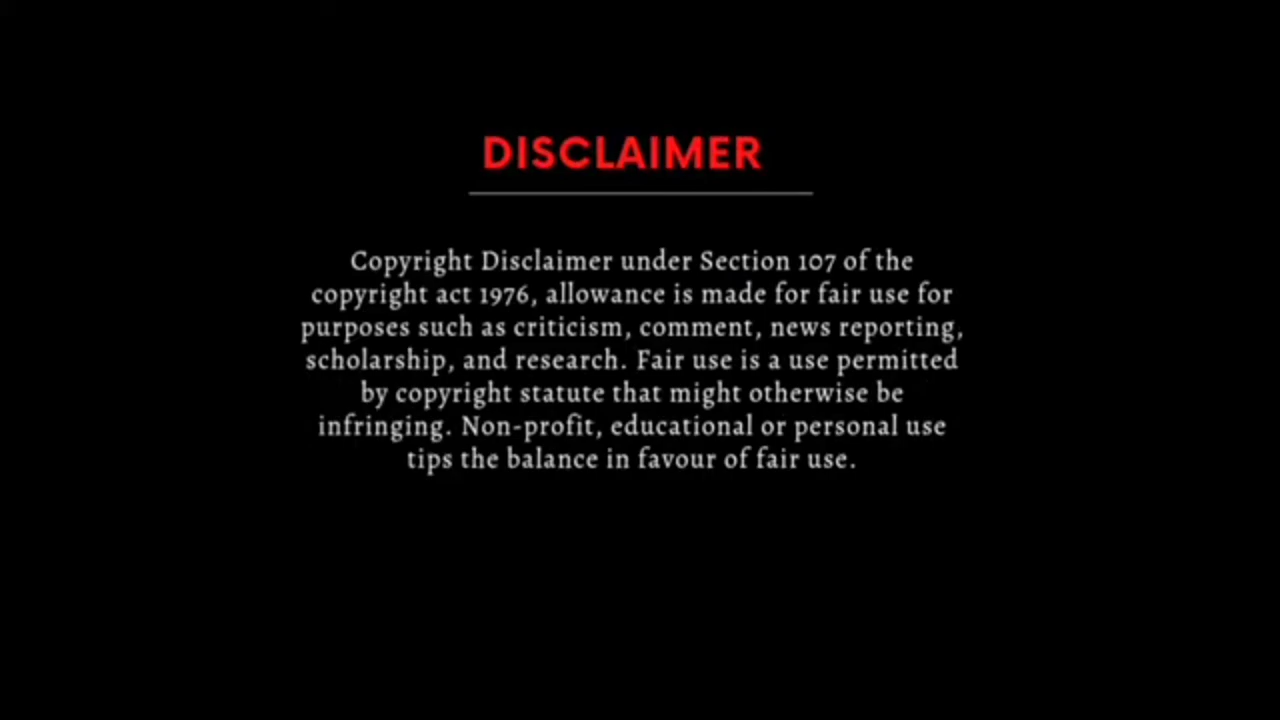 DISCLAIMER
Copyright Disclaimer under Section 107 of the
copyright act 1976, allowance is made for fair use for
purposes such as criticism, comment, news reporting,
scholarship, and research. Fair use is a use permitted
by copyright statute that might otherwise be
infringing. Non-profit, educational or personal use
tips the balance in favour of fair use.